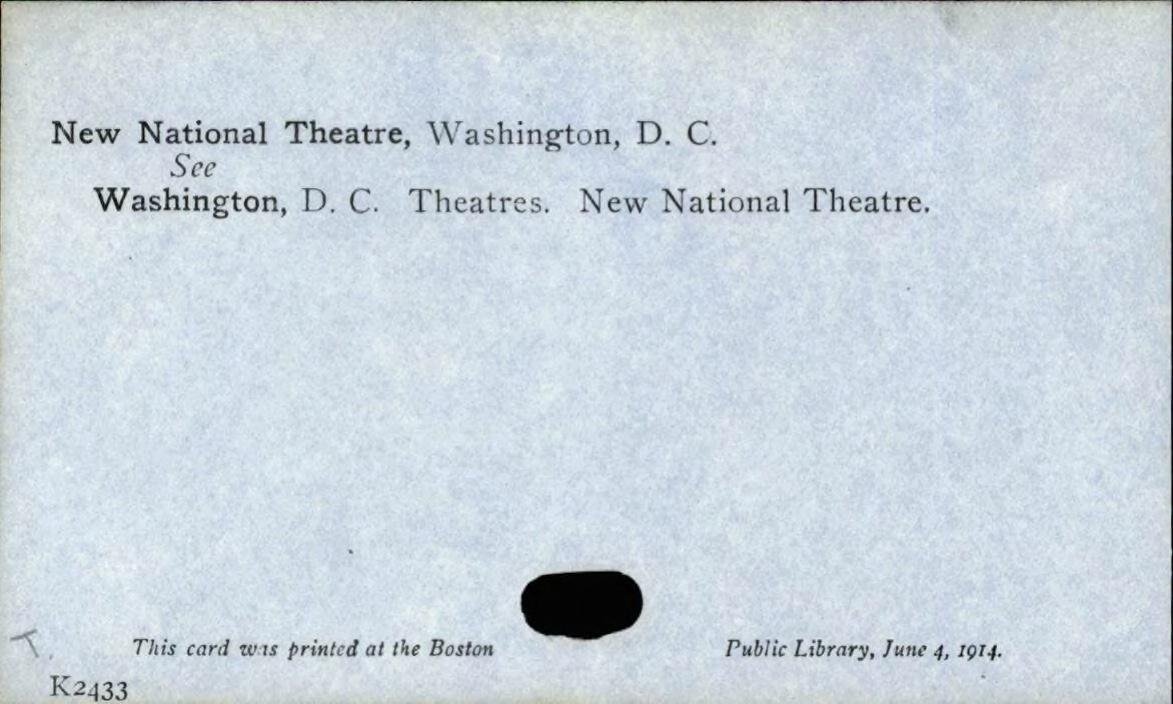 New National Theatre, Washington, D. C.
See
Washington, D. C. Theatres. New National Theatre.
T
This card was printed at the Boston Public Library, June 4, 1914.
K2433